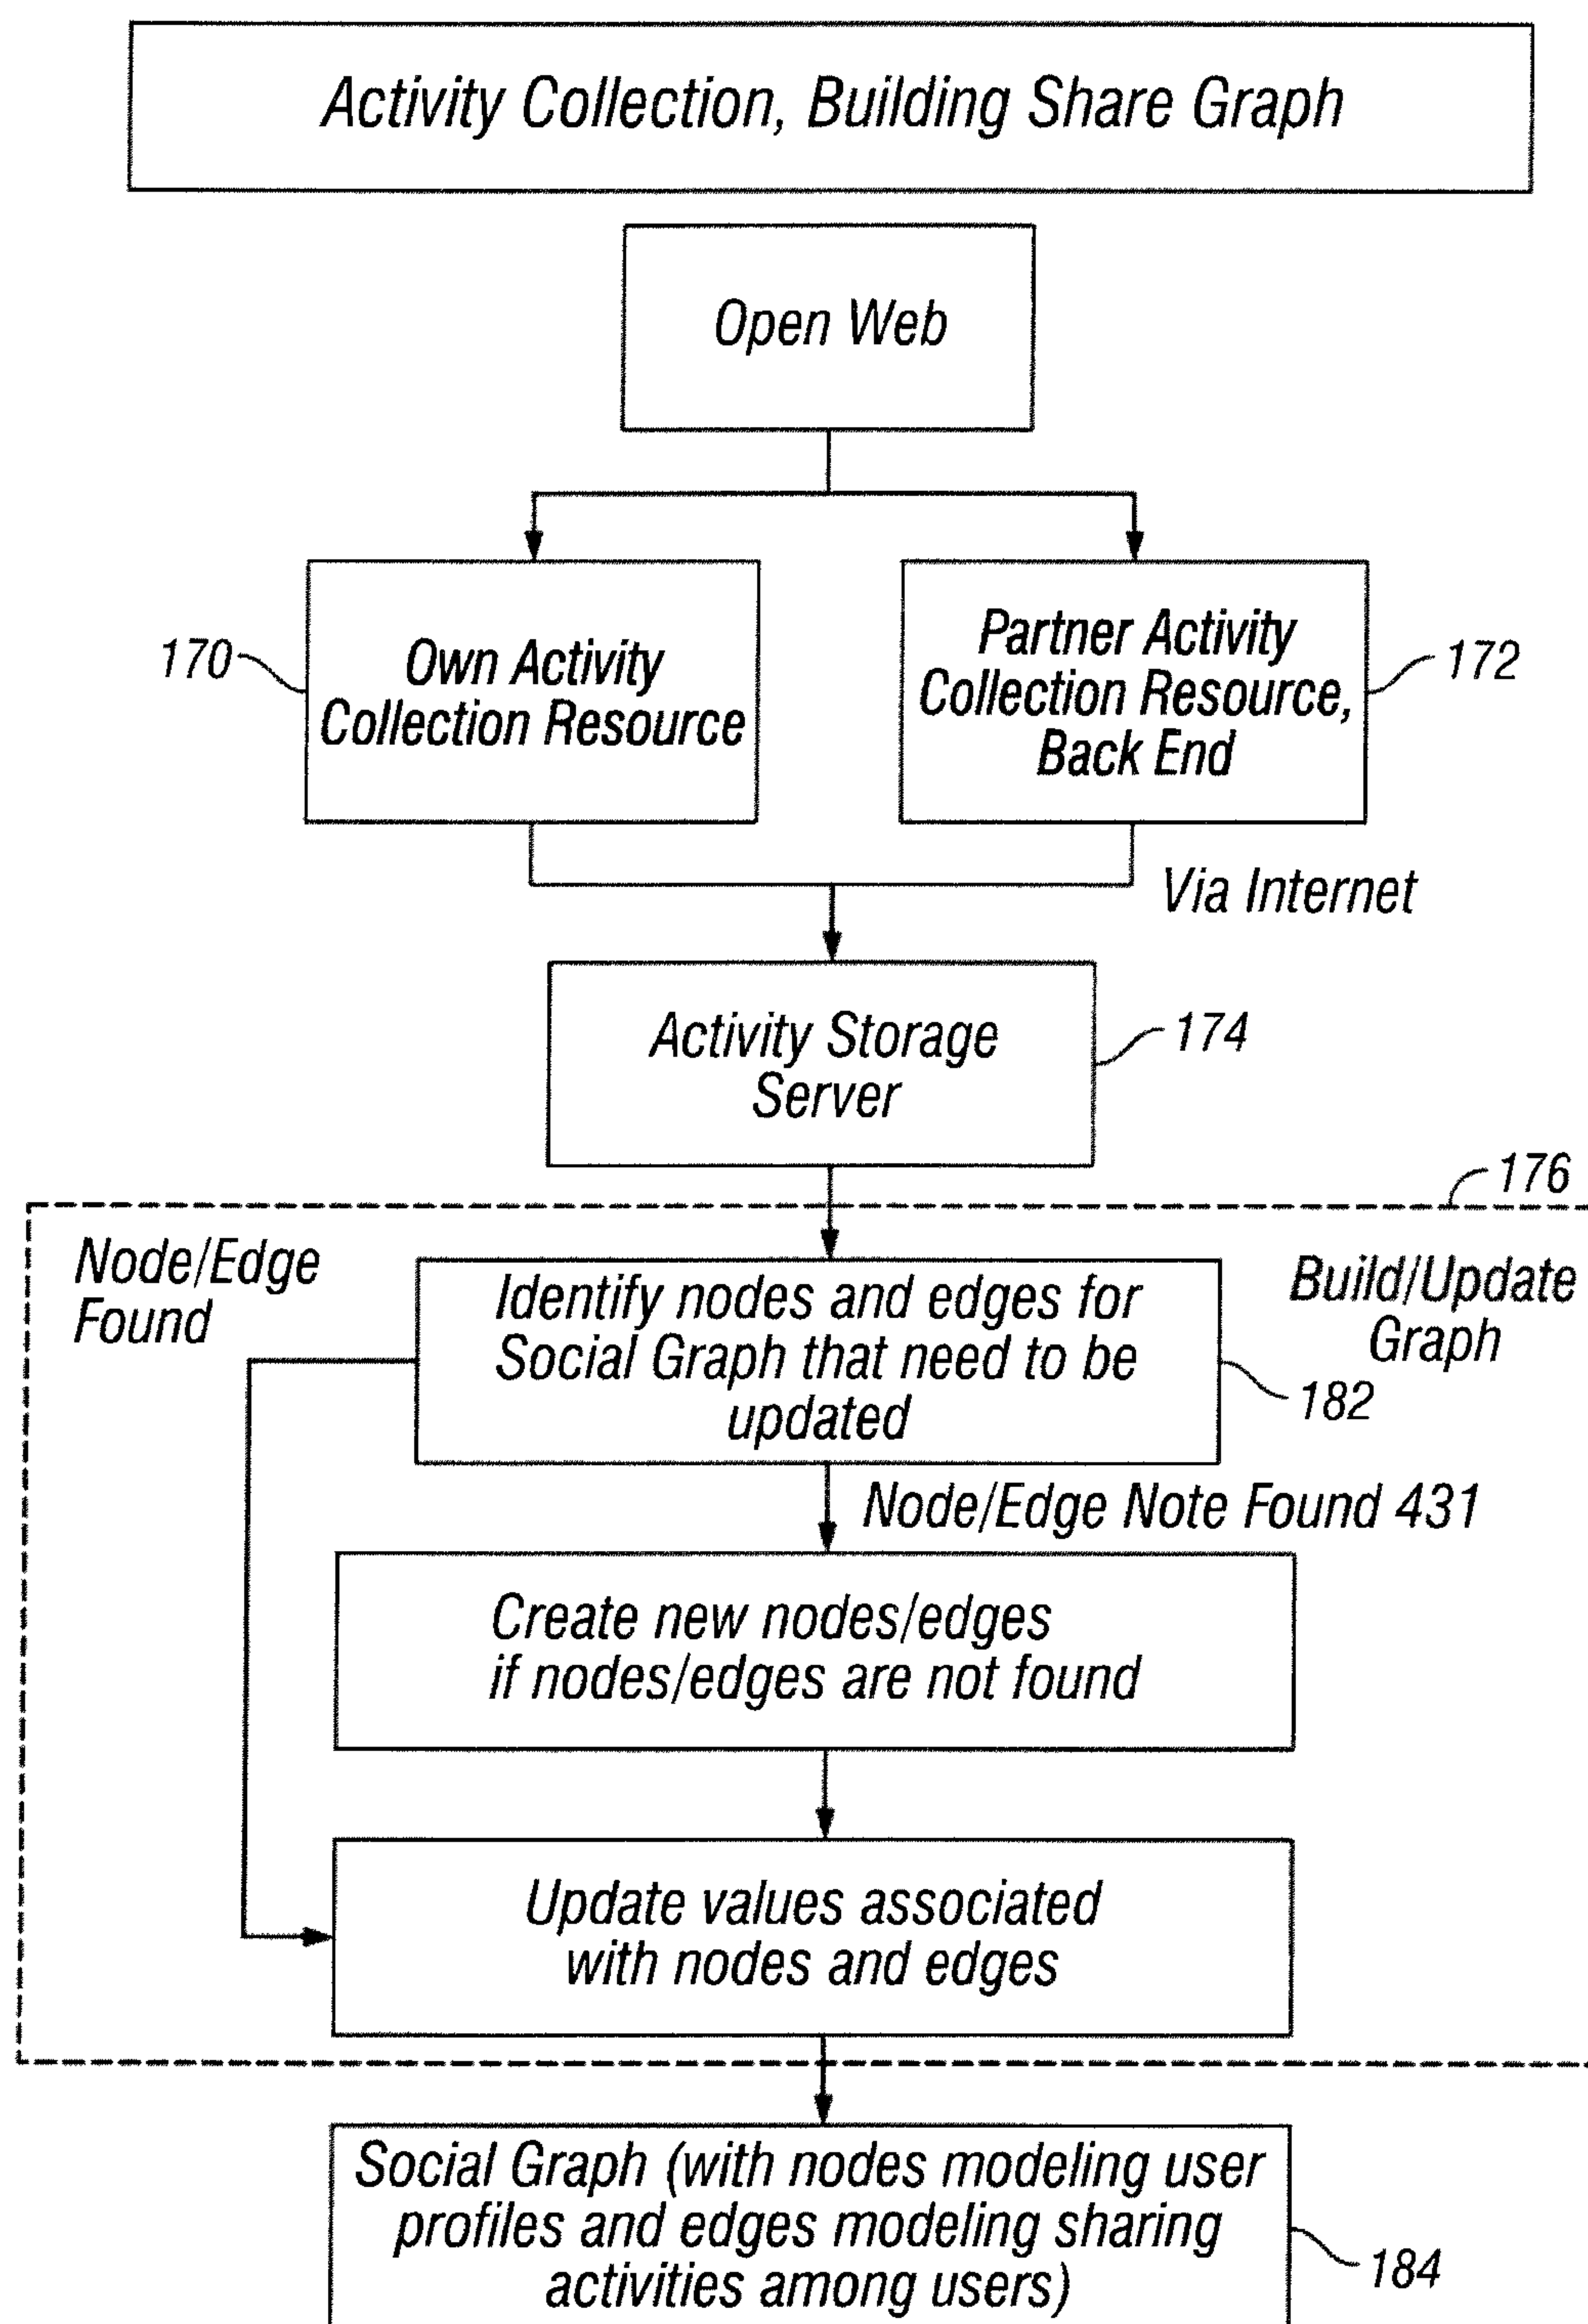 Activity Collection, Building Share Graph
Open Web
170
Own Activity
Collection Resource
Partner Activity
Collection Resource,
Back End
172
Via Internet
Activity Storage
Server
174
176
Node/Edge
Found
Identify nodes and edges for
Social Graph that need to be
updated
Build/Update
Graph
182
Node/Edge Note Found 431
Create new nodes/edges
if nodes/edges are not found
Update values associated
with nodes and edges
Social Graph (with nodes modeling user
profiles and edges modeling sharing
activities among users)
184